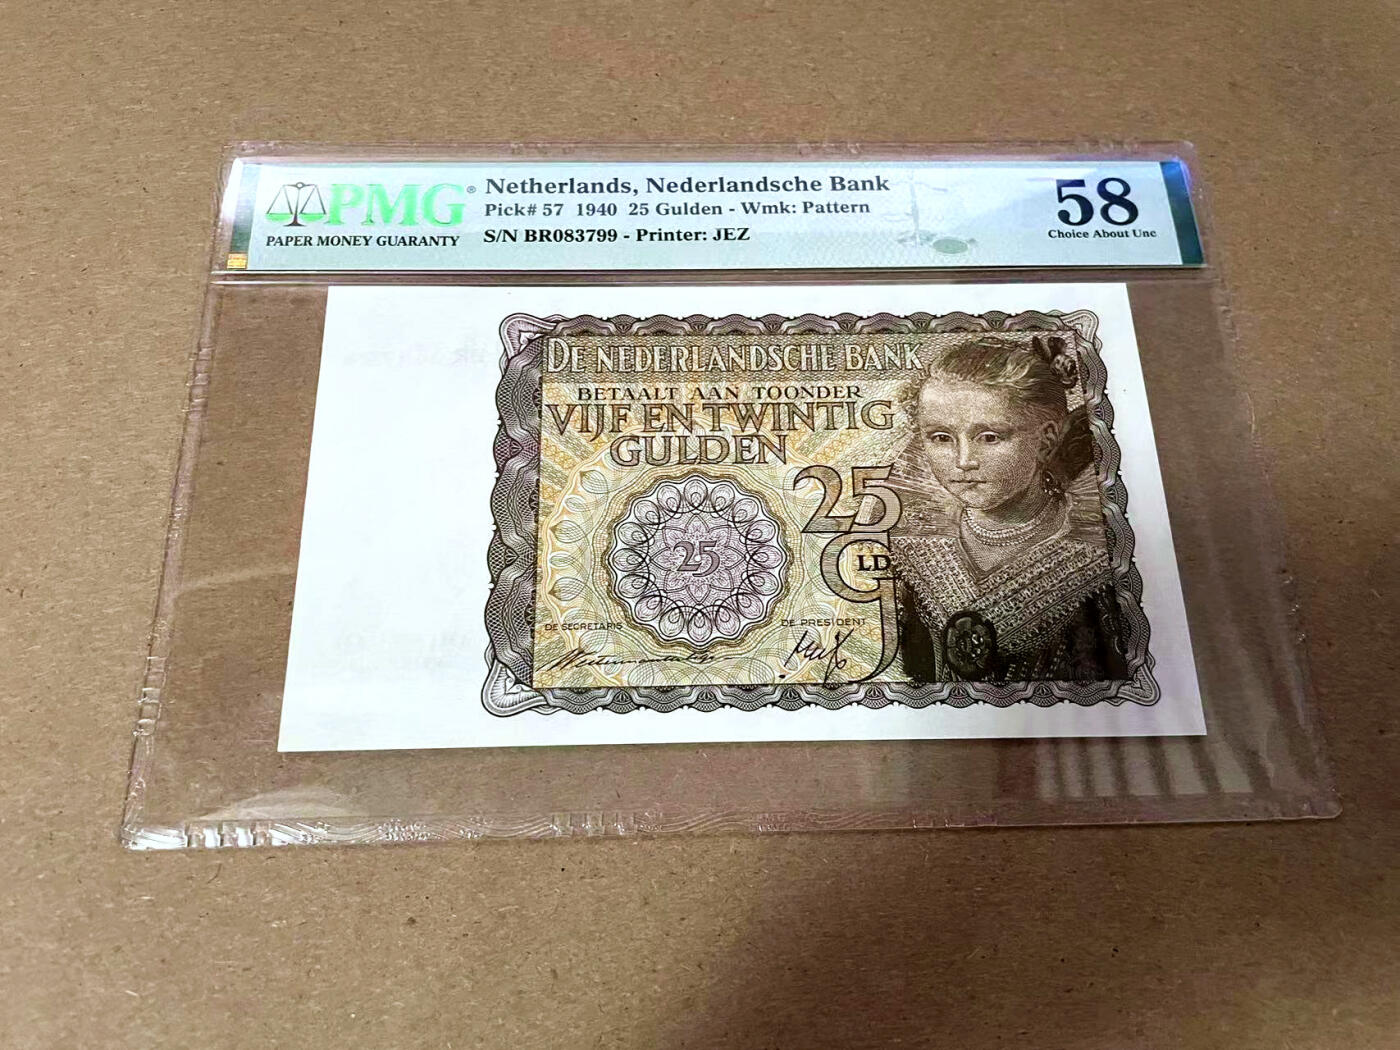 PMG®
PAPER MONEY GUARANTY
Netherlands, Nederlandsche Bank
Pick# 57 1940 25 Gulden - Wmk: Pattern
S/N BR083799 - Printer: JEZ
58
Choice About Unc
DE NEDERLANDSCHE BANK
BETAALT AAN TOONDER
VIJF EN TWINTIG
GULDEN
25
GLD
25
DE SECRETARIS
DE PRESIDENT